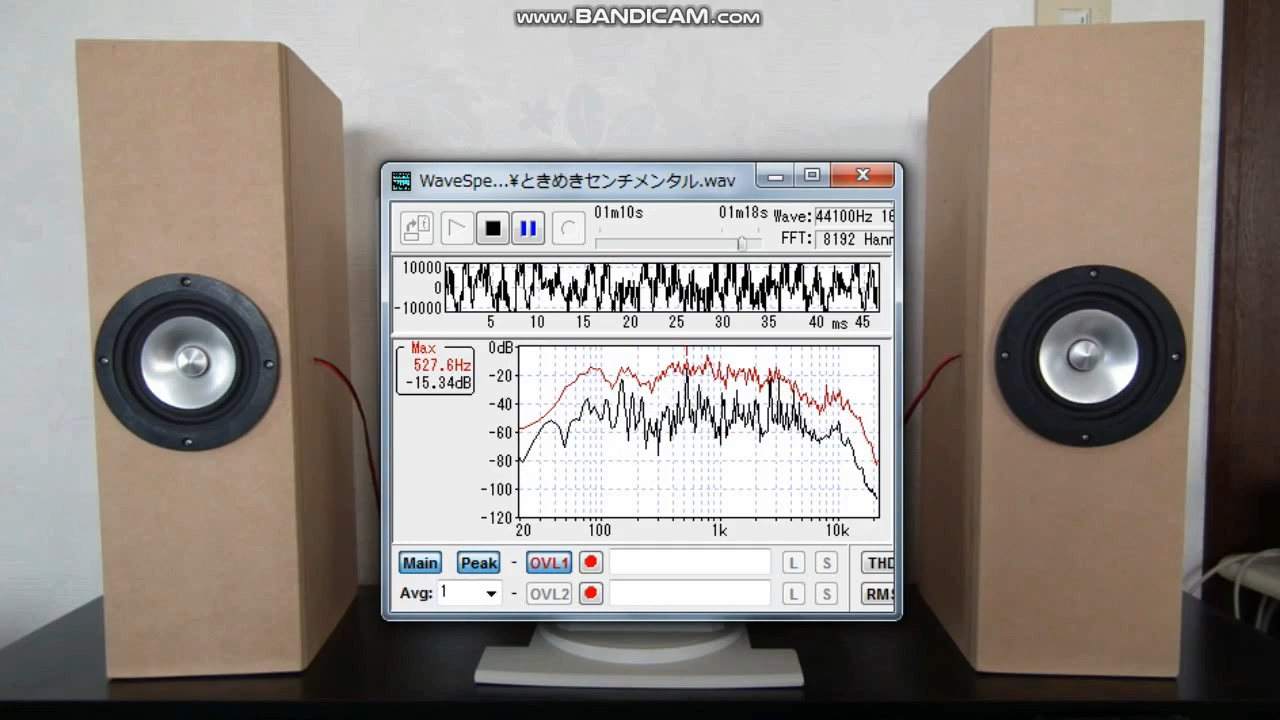 www.BANDICAM.com
WaveSpe...¥ときめきセンチメンタル.wav
01m10s 01m18s Wave: 44100Hz 16
FFT: 8192 Hann
10000
0
-10000
5 10 15 20 25 30 35 40 ms 45
Max
527.6Hz
-15.34dB
0dB
-20
-40
-60
-80
-100
-120
20 100 1k 10k
Main Peak - OVL1 L S THD
Avg: 1 - OVL2 L S RMS